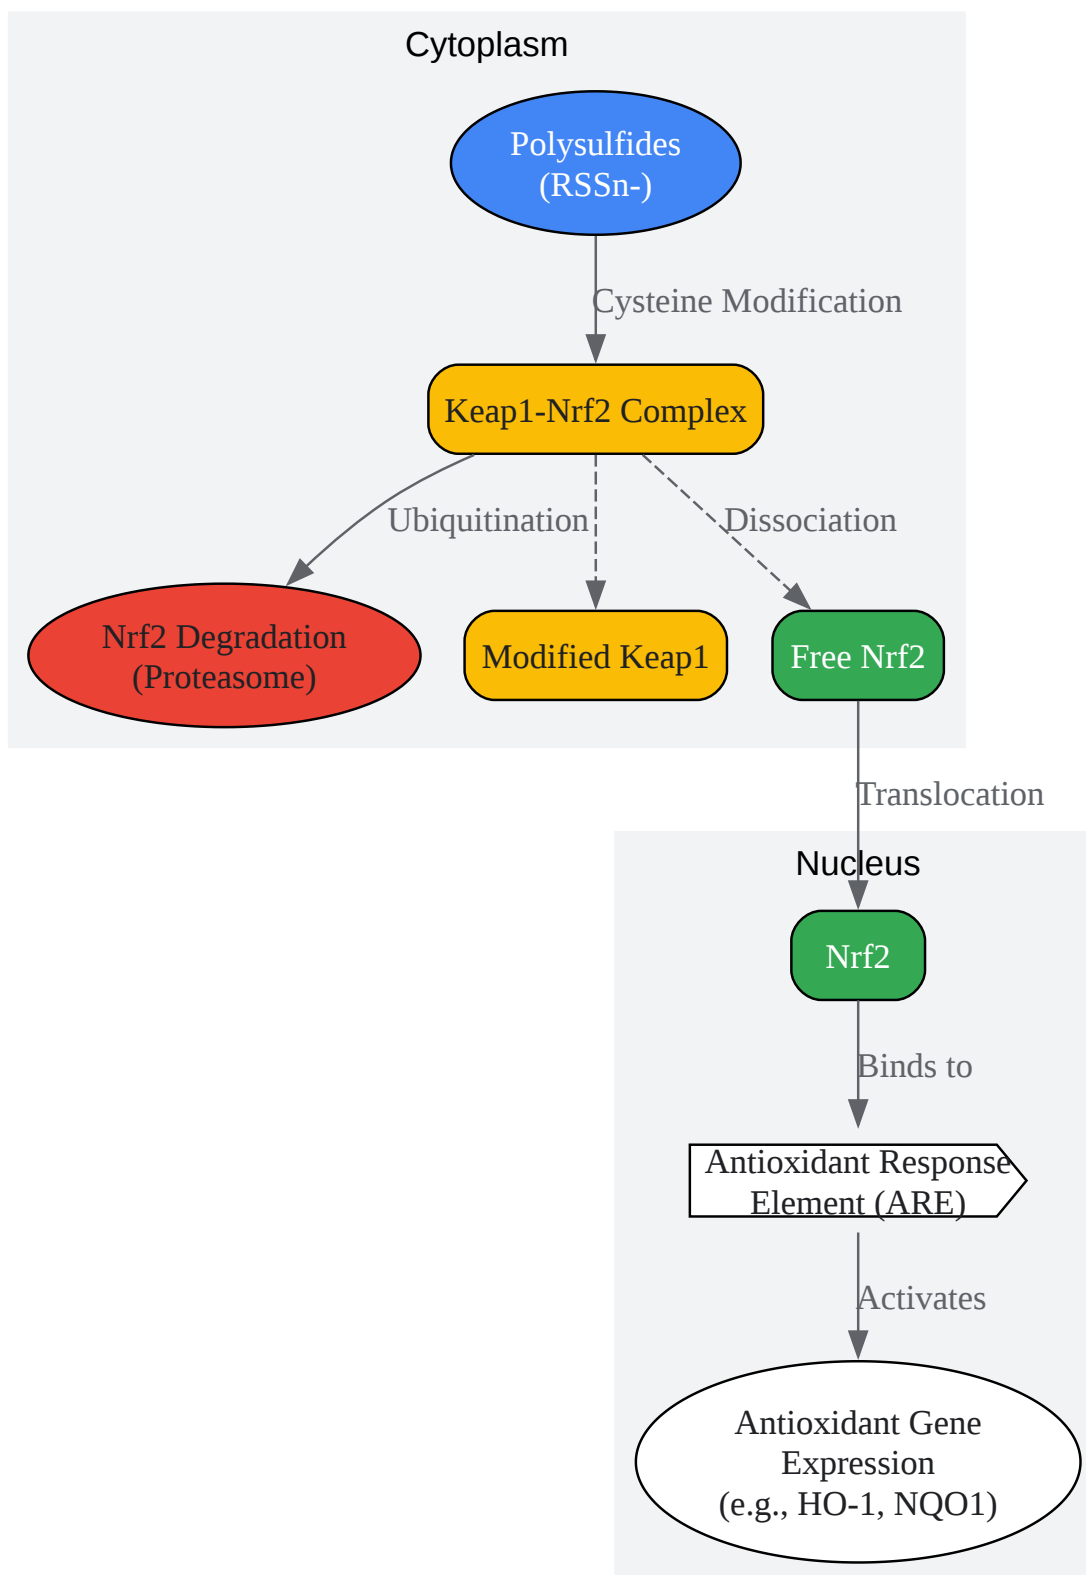 Cytoplasm
Polysulfides
(RSSn-)
Cysteine Modification
Keap1-Nrf2 Complex
Ubiquitination
Dissociation
Nrf2 Degradation
(Proteasome)
Modified Keap1
Free Nrf2
Translocation
Nucleus
Nrf2
Binds to
Antioxidant Response
Element (ARE)
Activates
Antioxidant Gene
Expression
(e.g., HO-1, NQO1)